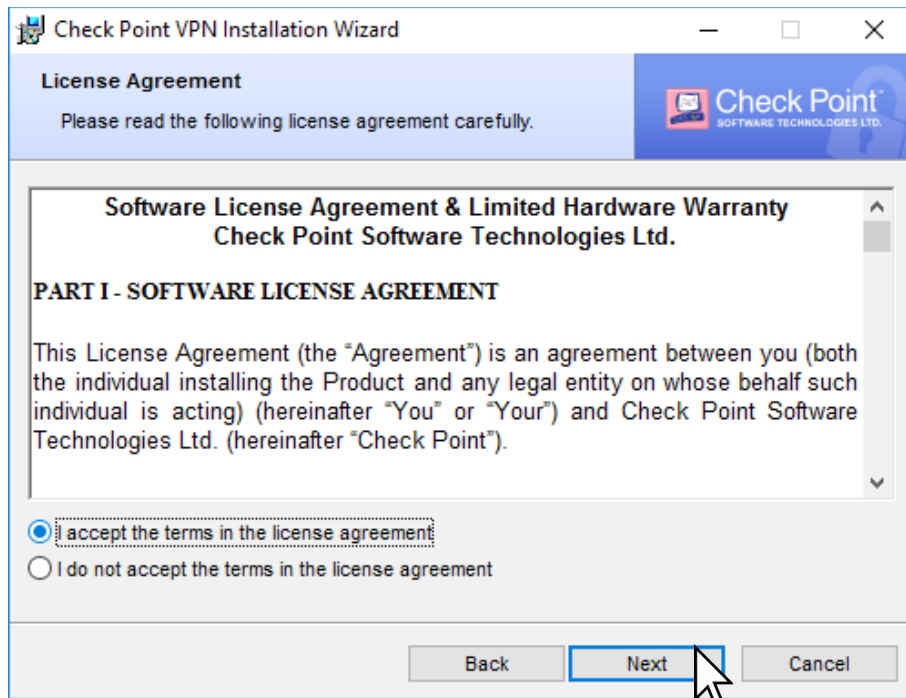 Check Point VPN Installation Wizard
License Agreement
Please read the following license agreement carefully.
Check Point™
SOFTWARE TECHNOLOGIES LTD.
Software License Agreement & Limited Hardware Warranty
Check Point Software Technologies Ltd.
PART I - SOFTWARE LICENSE AGREEMENT
This License Agreement (the “Agreement”) is an agreement between you (both
the individual installing the Product and any legal entity on whose behalf such
individual is acting) (hereinafter “You” or “Your”) and Check Point Software
Technologies Ltd. (hereinafter “Check Point”).
I accept the terms in the license agreement
I do not accept the terms in the license agreement
Back Next Cancel